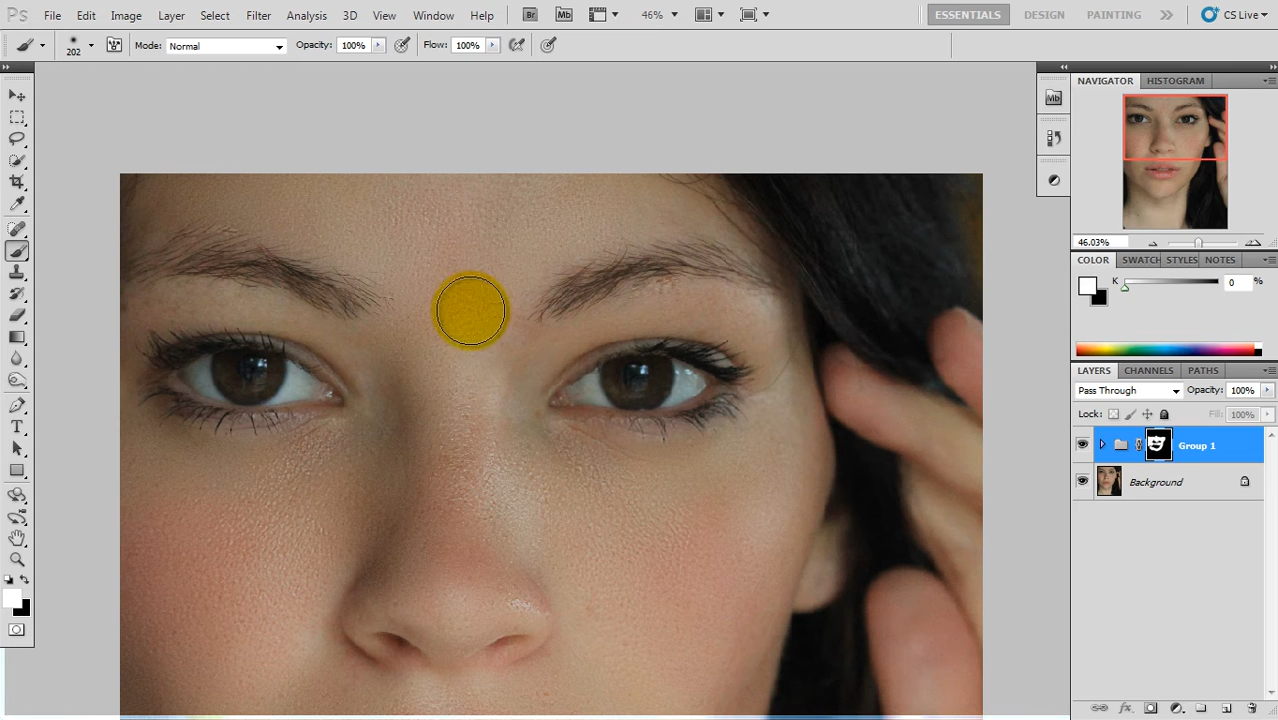 Ps File Edit Image Layer Select Filter Analysis 3D View Window Help Br Mb 46% ESSENTIALS DESIGN PAINTING CS Live
202 Mode: Normal Opacity: 100% Flow: 100%
Mb
NAVIGATOR HISTOGRAM
46.03%
COLOR SWATCH STYLES NOTES
K 0 %
LAYERS CHANNELS PATHS
Pass Through Opacity: 100%
Lock: Fill: 100%
Group 1
Background
T
fx